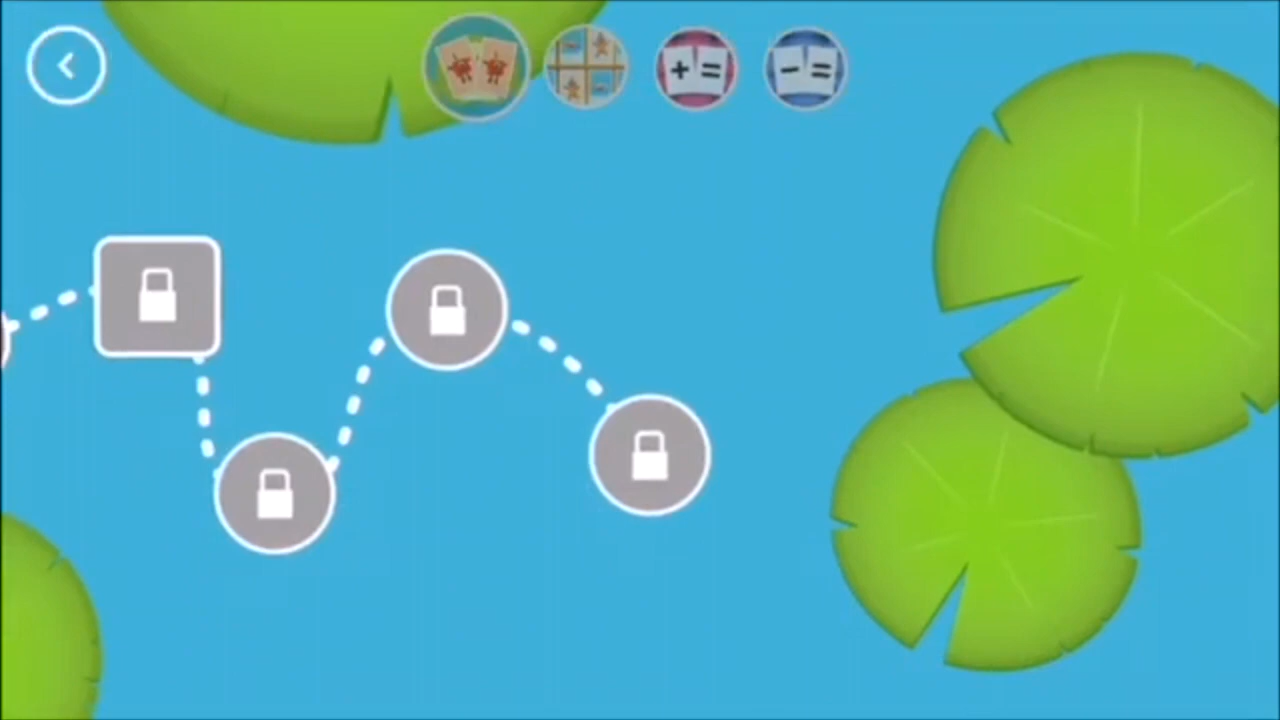 + =
- =